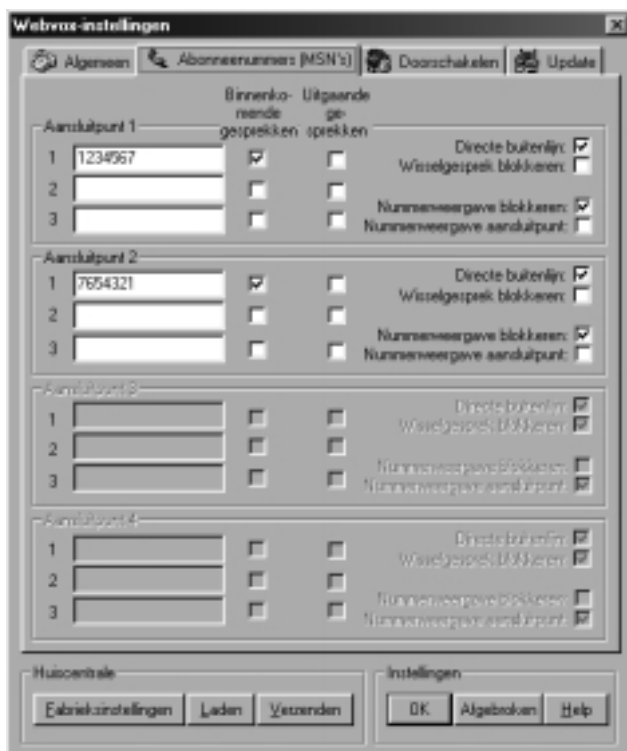 Webvox-instellingen
Algemeen Abonneenummers (MSN's) Doorschakelen Update
Binnenko-
mende
gesprekken
Uitgaande
ge-
sprekken
Aansluitpunt 1
1 1234567
2
3
Directe buitenlijn:
Wisselgesprek blokkeren:
Nummerweergave blokkeren:
Nummerweergave aansluitpunt:
Aansluitpunt 2
1 7654321
2
3
Directe buitenlijn:
Wisselgesprek blokkeren:
Nummerweergave blokkeren:
Nummerweergave aansluitpunt:
Aansluitpunt 3
1
2
3
Directe buitenlijn:
Wisselgesprek blokkeren:
Nummerweergave blokkeren:
Nummerweergave aansluitpunt:
Aansluitpunt 4
1
2
3
Directe buitenlijn:
Wisselgesprek blokkeren:
Nummerweergave blokkeren:
Nummerweergave aansluitpunt:
Huiscentrale
Fabrieksinstellingen Laden Verzenden
Instellingen
OK Afgebroken Help